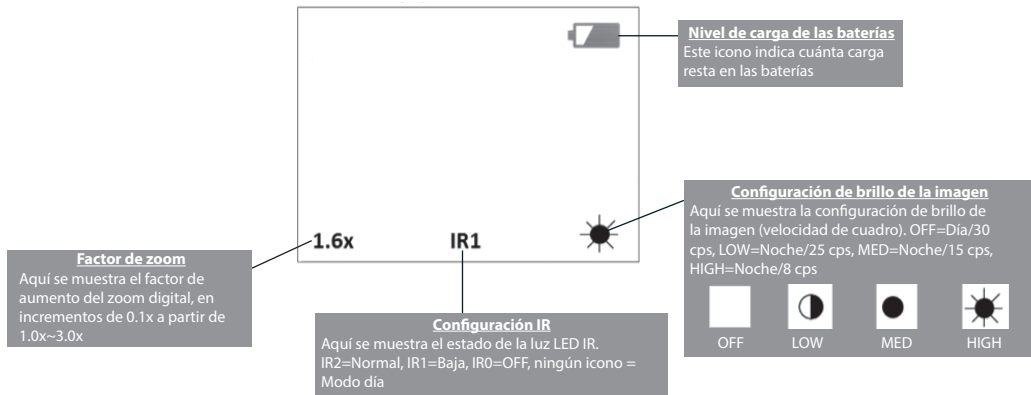 Nivel de carga de las baterías
Este icono indica cuánta carga
resta en las baterías
1.6x
IR1
Configuración de brillo de la imagen
Aquí se muestra la configuración de brillo de
la imagen (velocidad de cuadro). OFF=Día/30
cps, LOW=Noche/25 cps, MED=Noche/15 cps,
HIGH=Noche/8 cps
OFF LOW MED HIGH
Factor de zoom
Aquí se muestra el factor de
aumento del zoom digital, en
incrementos de 0.1x a partir de
1.0x~3.0x
Configuración IR
Aquí se muestra el estado de la luz LED IR.
IR2=Normal, IR1=Baja, IR0=OFF, ningún icono =
Modo día